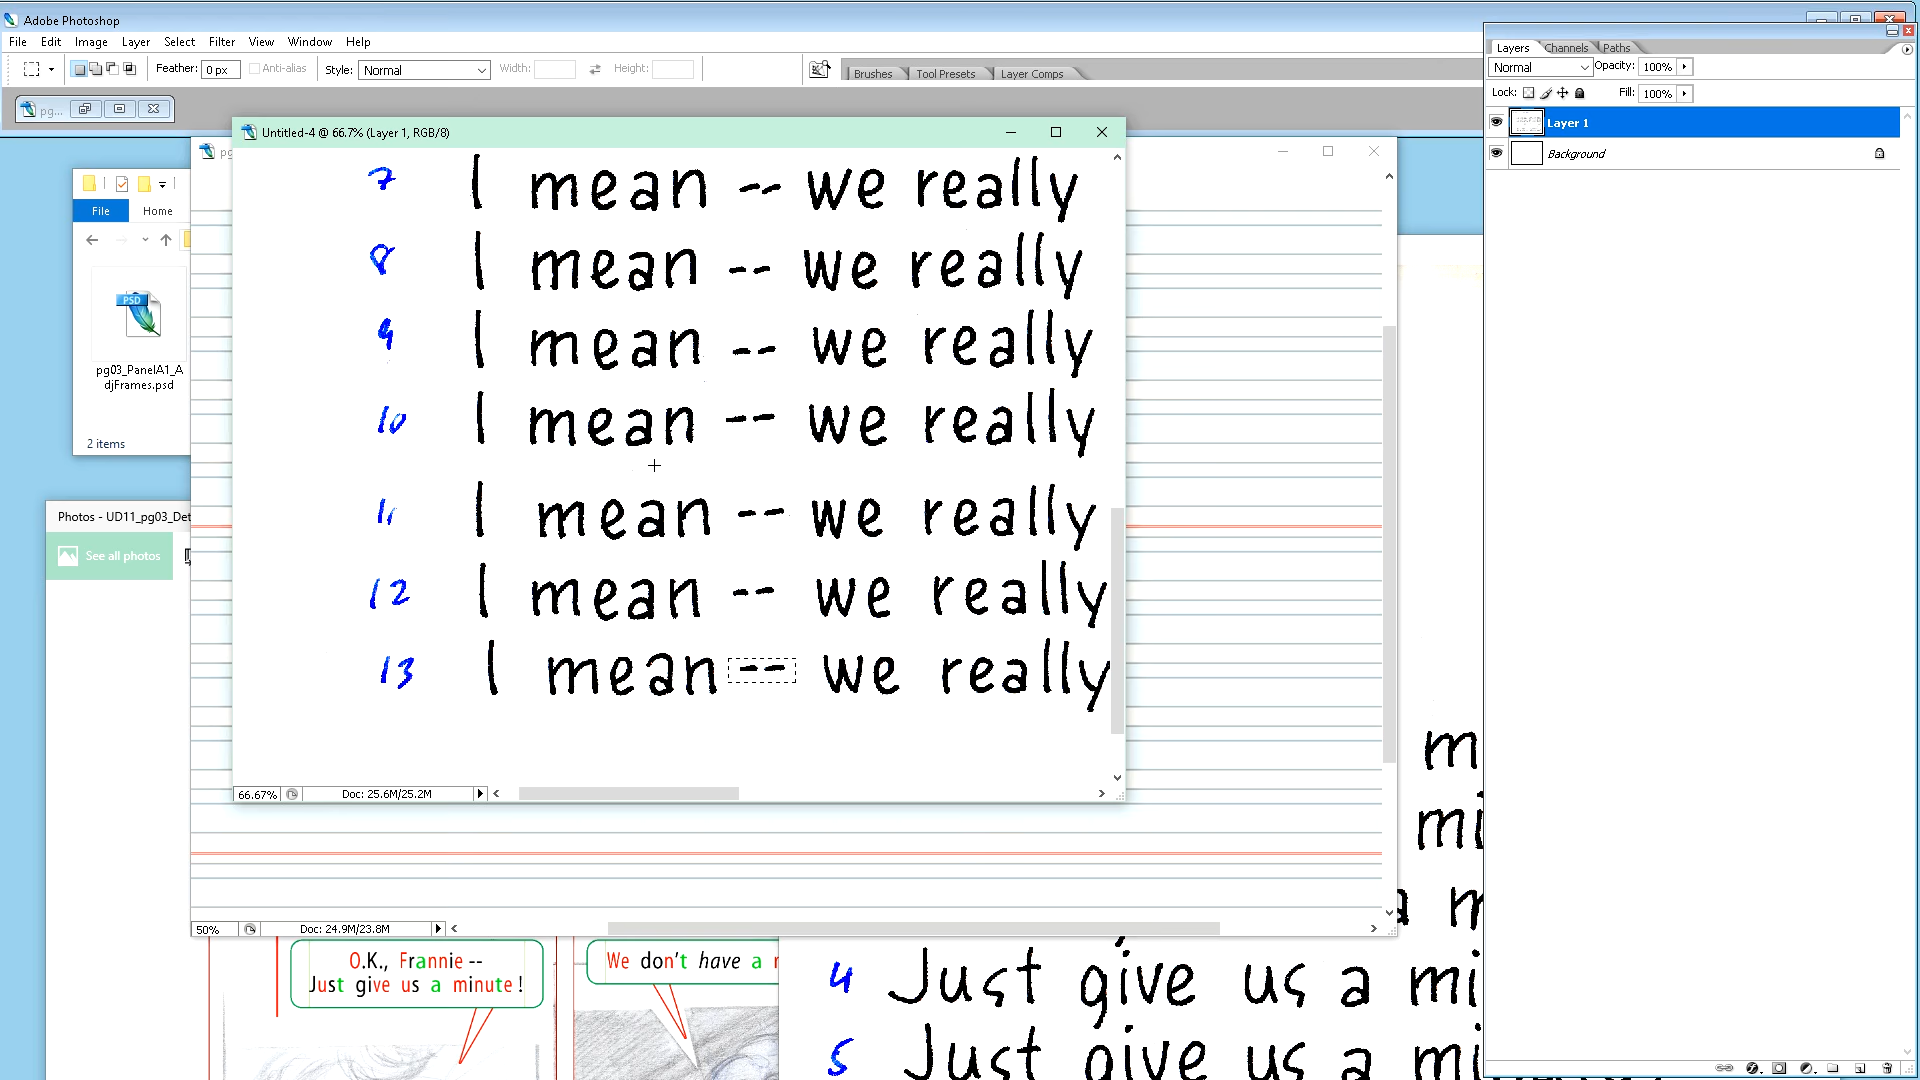 Adobe Photoshop
File Edit Image Layer Select Filter View Window Help
Feather: 0 px Anti-alias Style: Normal Width: Height: Brushes Tool Presets Layer Comps
Layers Channels Paths
Normal Opacity: 100%
Lock: Fill: 100%
Layer 1
Background
pg...
Untitled-4 @ 66.7% (Layer 1, RGB/8)
7 I mean -- we really
8 I mean -- we really
9 I mean -- we really
10 I mean -- we really
11 I mean -- we really
12 I mean -- we really
13 I mean -- we really
66.67% Doc: 25.6M/25.2M
File Home
PSD
pg03_PanelA1_A
djFrames.psd
2 items
Photos - UD11_pg03_Det
See all photos
50% Doc: 24.9M/23.8M
O.K., Frannie --
Just give us a minute!
We don't have a
m
mi
a m
4 Just give us a mi
5 Just give us a mi